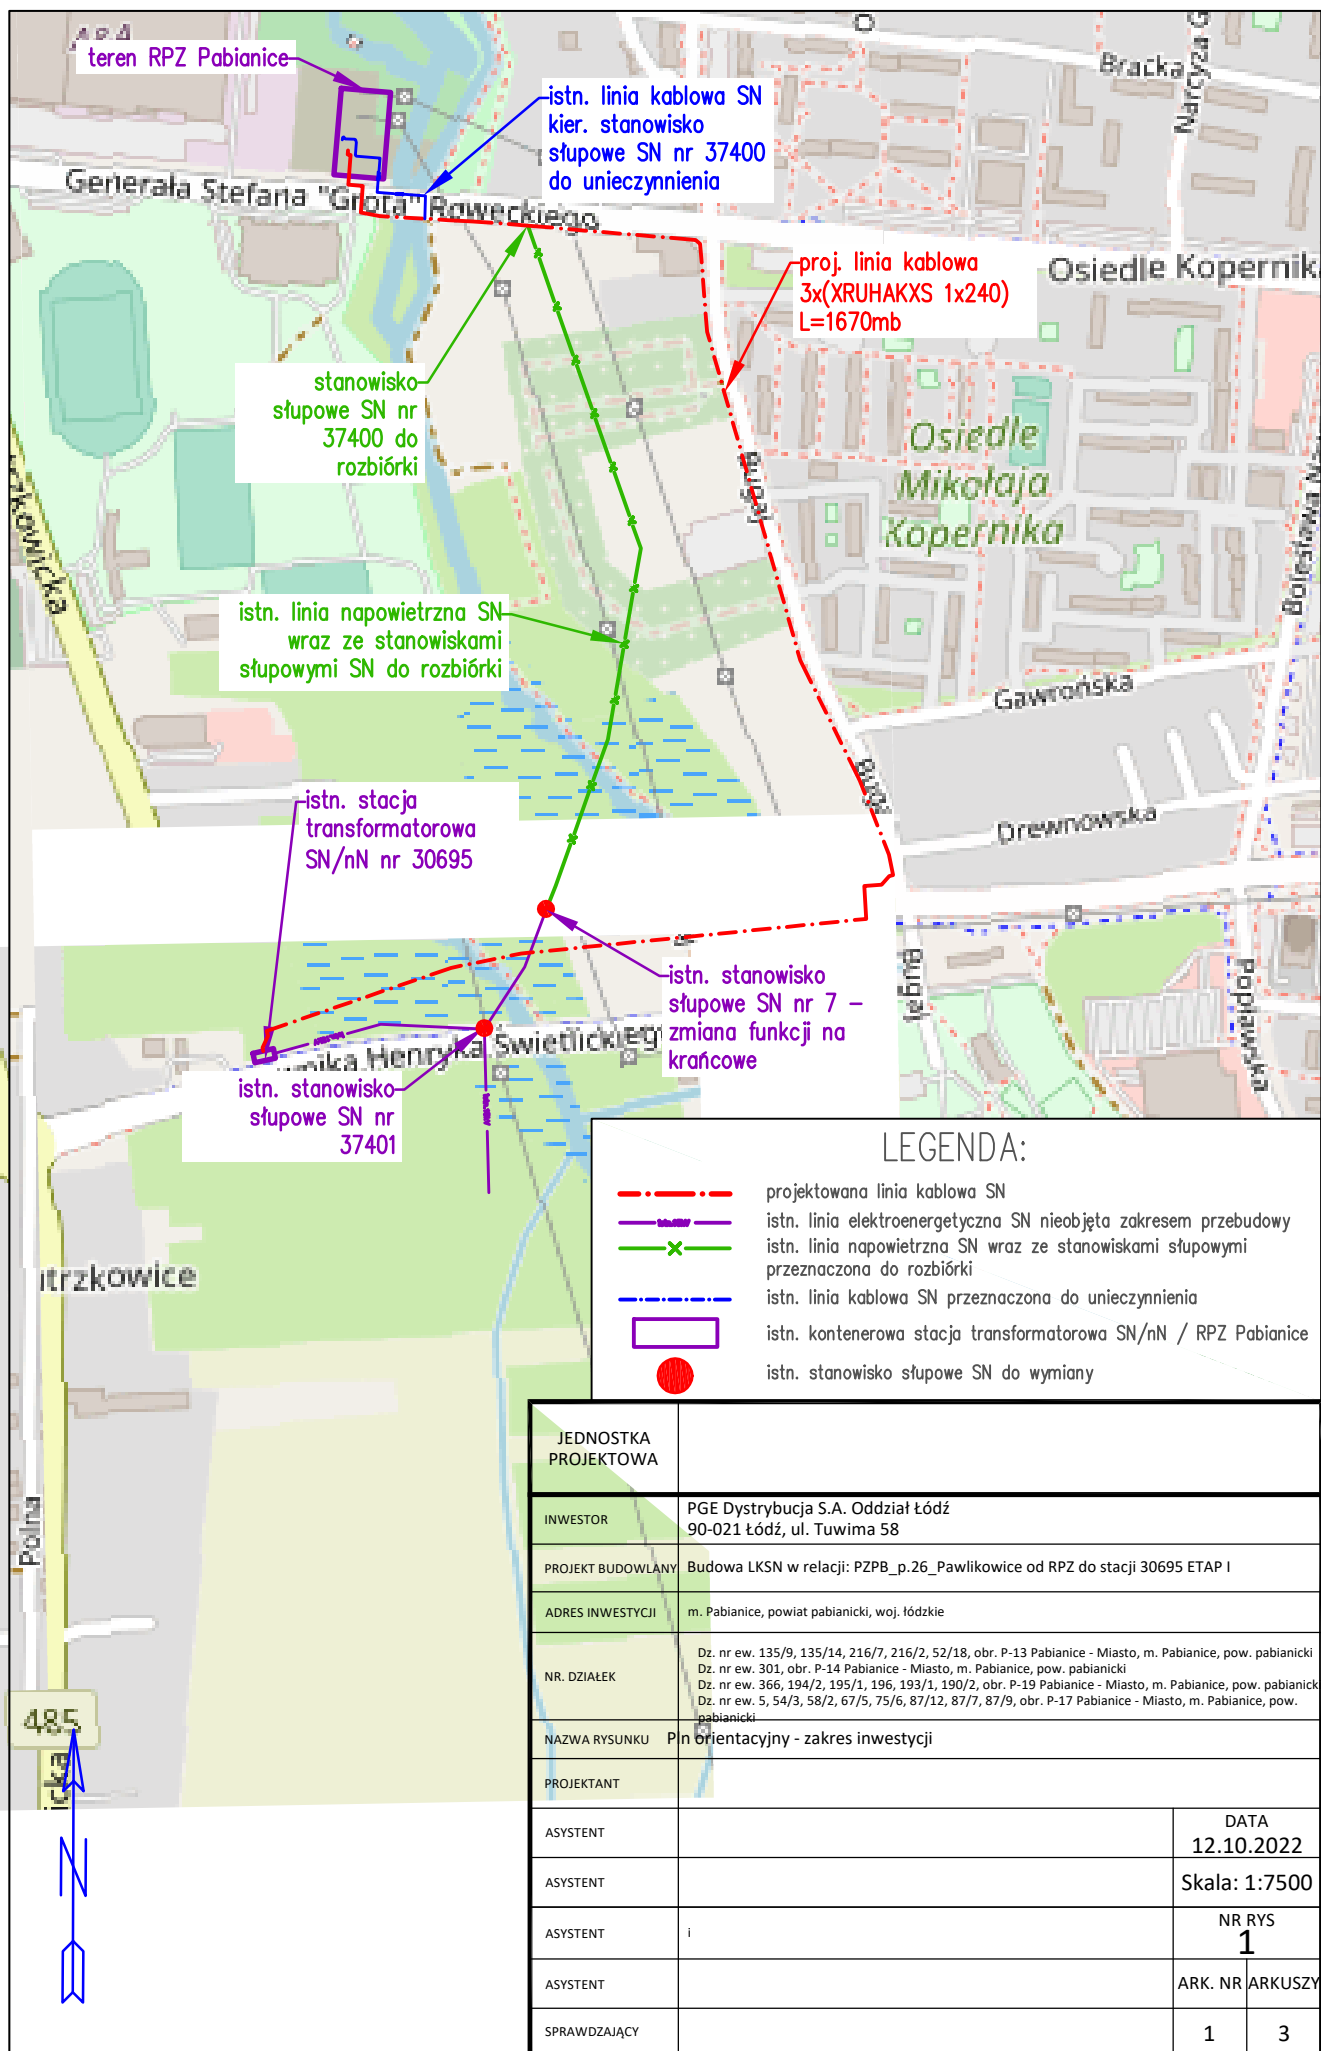 484
teren RPZ Pabianice
istn. linia kablowa SN
kier. stanowisko
słupowe SN nr 37400
do unieczynnienia
Bracka
Generała Stefana "Grota" Roweckiego
Osiedle Kopernika
proj. linia kablowa
3x(XRUHAKXS 1x240)
L=1670mb
stanowisko
słupowe SN nr
37400 do
rozbiórki
Osiedle
Mikołaja
Kopernika
Bugaj
istn. linia napowietrzna SN
wraz ze stanowiskami
słupowymi SN do rozbiórki
Gawrońska
Bugaj
Drewnowska
istn. stacja
transformatorowa
SN/nN nr 30695
istn. stanowisko
słupowe SN nr 7 –
zmiana funkcji na
krańcowe
Bugaj
Popławska
Henryka Świetlickiego
istn. stanowisko
słupowe SN nr
37401
utrzkowice
Polna
485
N
LEGENDA:
projektowana linia kablowa SN
istn. linia elektroenergetyczna SN nieobjęta zakresem przebudowy
istn. linia napowietrzna SN wraz ze stanowiskami słupowymi
przeznaczona do rozbiórki
istn. linia kablowa SN przeznaczona do unieczynnienia
istn. kontenerowa stacja transformatorowa SN/nN / RPZ Pabianice
istn. stanowisko słupowe SN do wymiany
JEDNOSTKA
PROJEKTOWA
INWESTOR
PGE Dystrybucja S.A. Oddział Łódź
90-021 Łódź, ul. Tuwima 58
PROJEKT BUDOWLANY
Budowa LKSN w relacji: PZPB_p.26_Pawlikowice od RPZ do stacji 30695 ETAP I
ADRES INWESTYCJI
m. Pabianice, powiat pabianicki, woj. łódzkie
NR. DZIAŁEK
Dz. nr ew. 135/9, 135/14, 216/7, 216/2, 52/18, obr. P-13 Pabianice - Miasto, m. Pabianice, pow. pabianicki
Dz. nr ew. 301, obr. P-14 Pabianice - Miasto, m. Pabianice, pow. pabianicki
Dz. nr ew. 366, 194/2, 195/1, 196, 193/1, 190/2, obr. P-19 Pabianice - Miasto, m. Pabianice, pow. pabianick
Dz. nr ew. 5, 54/3, 58/2, 67/5, 75/6, 87/12, 87/7, 87/9, obr. P-17 Pabianice - Miasto, m. Pabianice, pow.
pabianicki
NAZWA RYSUNKU
Pln orientacyjny - zakres inwestycji
PROJEKTANT
ASYSTENT
DATA
12.10.2022
ASYSTENT
Skala: 1:7500
ASYSTENT
i
NR RYS
1
ASYSTENT
ARK. NR
ARKUSZY
SPRAWDZAJĄCY
1
3